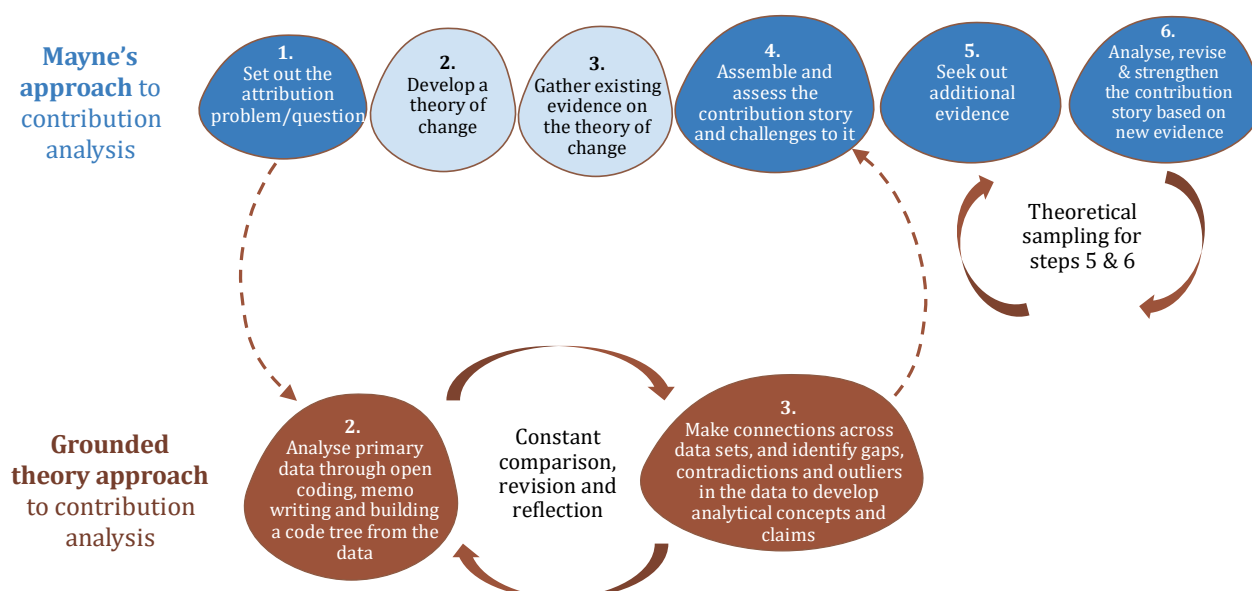 Mayne’s
approach to
contribution
analysis
1.
Set out the
attribution
problem/question
2.
Develop a
theory of
change
3.
Gather existing
evidence on
the theory of
change
4.
Assemble and
assess the
contribution story
and challenges to it
5.
Seek out
additional
evidence
6.
Analyse, revise
& strengthen
the contribution
story based on
new evidence
Theoretical
sampling for
steps 5 & 6
Grounded
theory approach
to contribution
analysis
2.
Analyse primary
data through open
coding, memo
writing and building
a code tree from the
data
Constant
comparison,
revision and
reflection
3.
Make connections across
data sets, and identify gaps,
contradictions and outliers
in the data to develop
analytical concepts and
claims